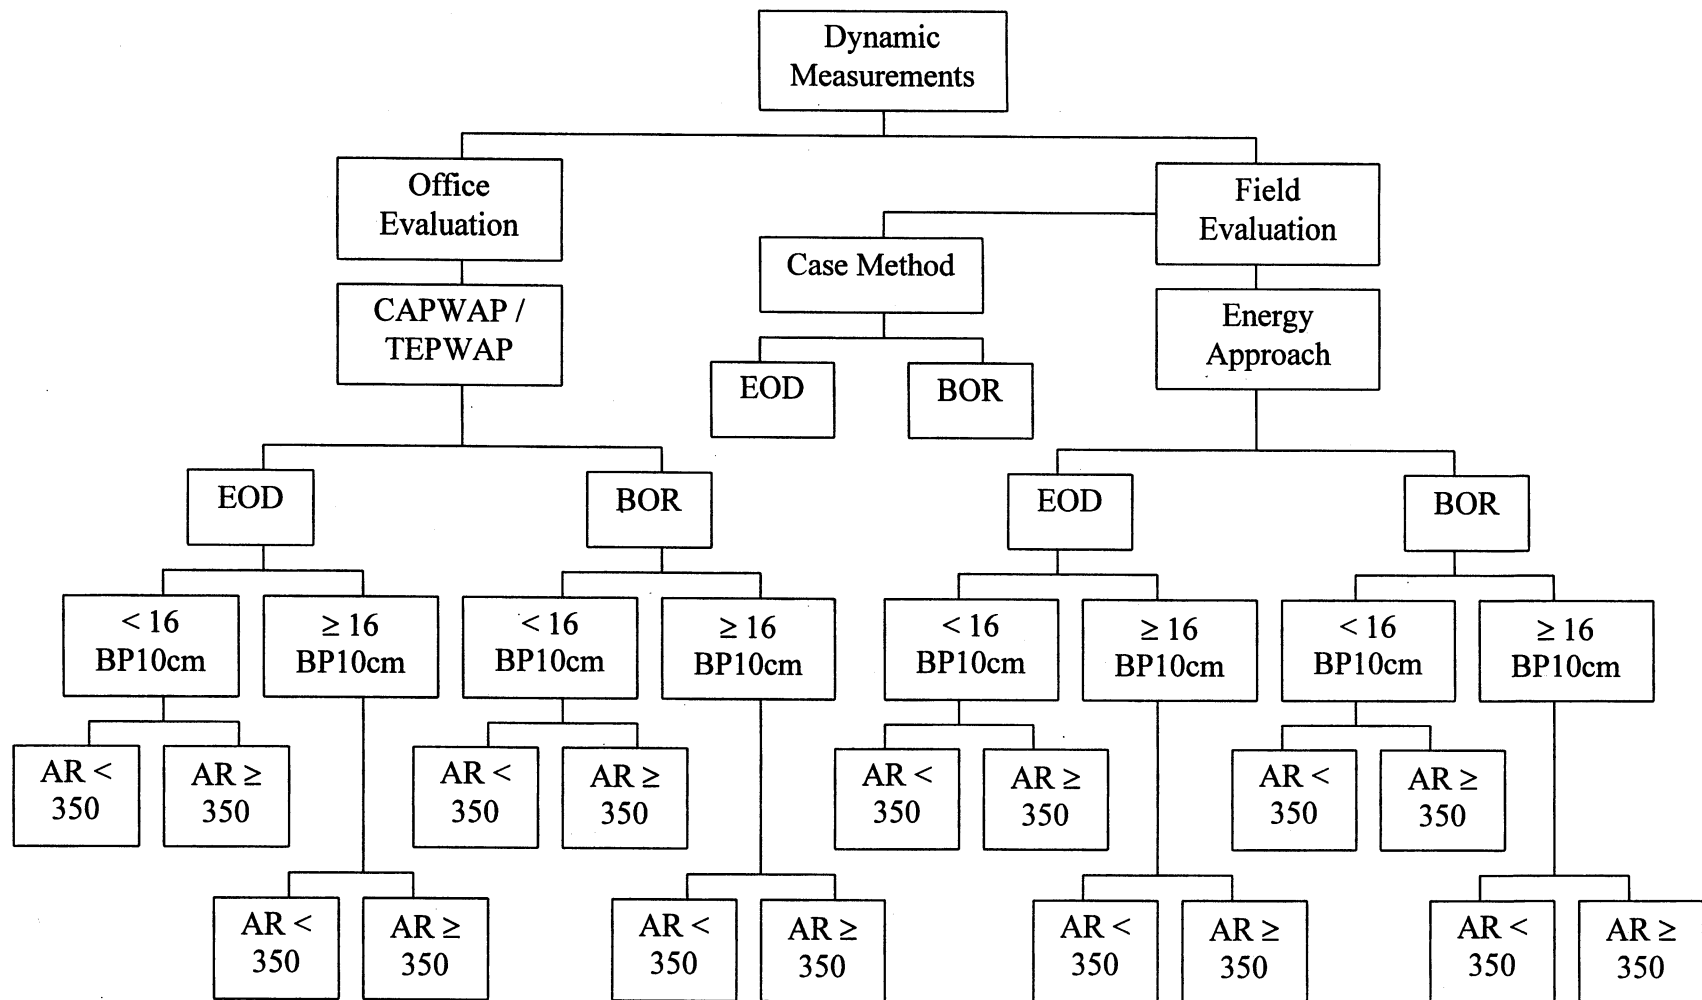 Dynamic
Measurements
Office
Evaluation
Field
Evaluation
Case Method
CAPWAP /
TEPWAP
Energy
Approach
EOD
BOR
EOD
BOR
EOD
BOR
< 16
BP10cm
≥ 16
BP10cm
< 16
BP10cm
≥ 16
BP10cm
< 16
BP10cm
≥ 16
BP10cm
< 16
BP10cm
≥ 16
BP10cm
AR <
350
AR ≥
350
AR <
350
AR ≥
350
AR <
350
AR ≥
350
AR <
350
AR ≥
350
AR <
350
AR ≥
350
AR <
350
AR ≥
350
AR <
350
AR ≥
350
AR <
350
AR ≥
350